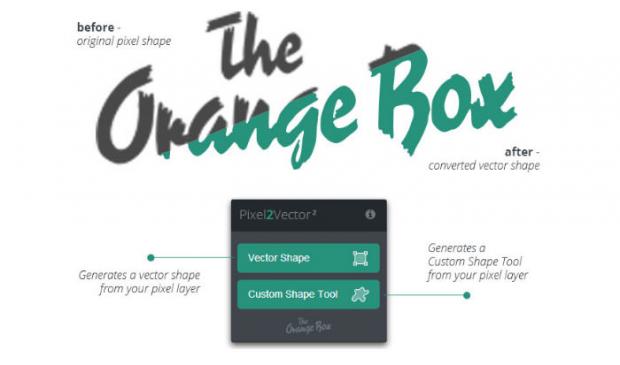 before -
original pixel shape
The
Orange Box
after -
converted vector shape
Pixel2Vector²
Vector Shape
Generates a vector shape
from your pixel layer
Generates a
Custom Shape Tool
from your pixel layer
Custom Shape Tool
The
Orange Box